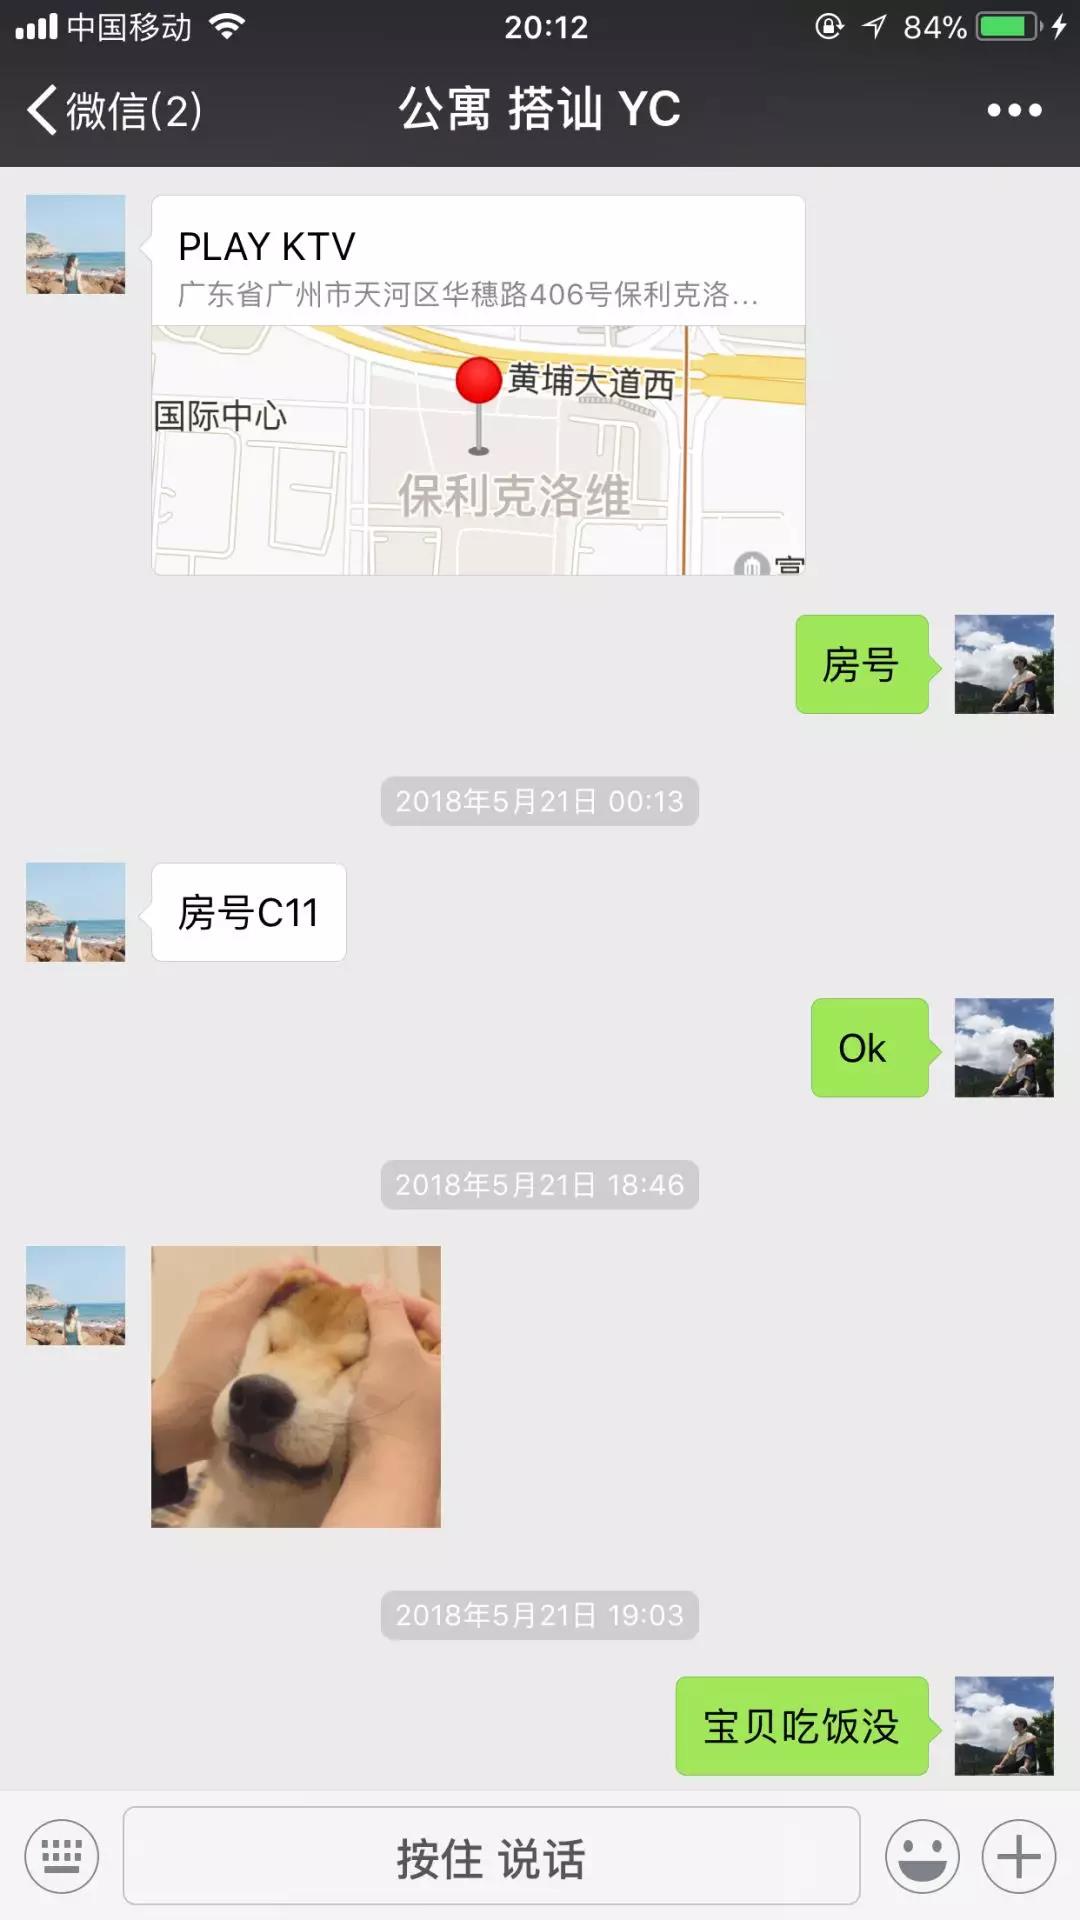 中国移动 20:12 84%
微信(2) 公寓 搭讪 YC
PLAY KTV
广东省广州市天河区华穗路406号保利克洛...
黄埔大道西
国际中心
保利克洛维
富
房号
2018年5月21日 00:13
房号C11
Ok
2018年5月21日 18:46
2018年5月21日 19:03
宝贝吃饭没
按住 说话